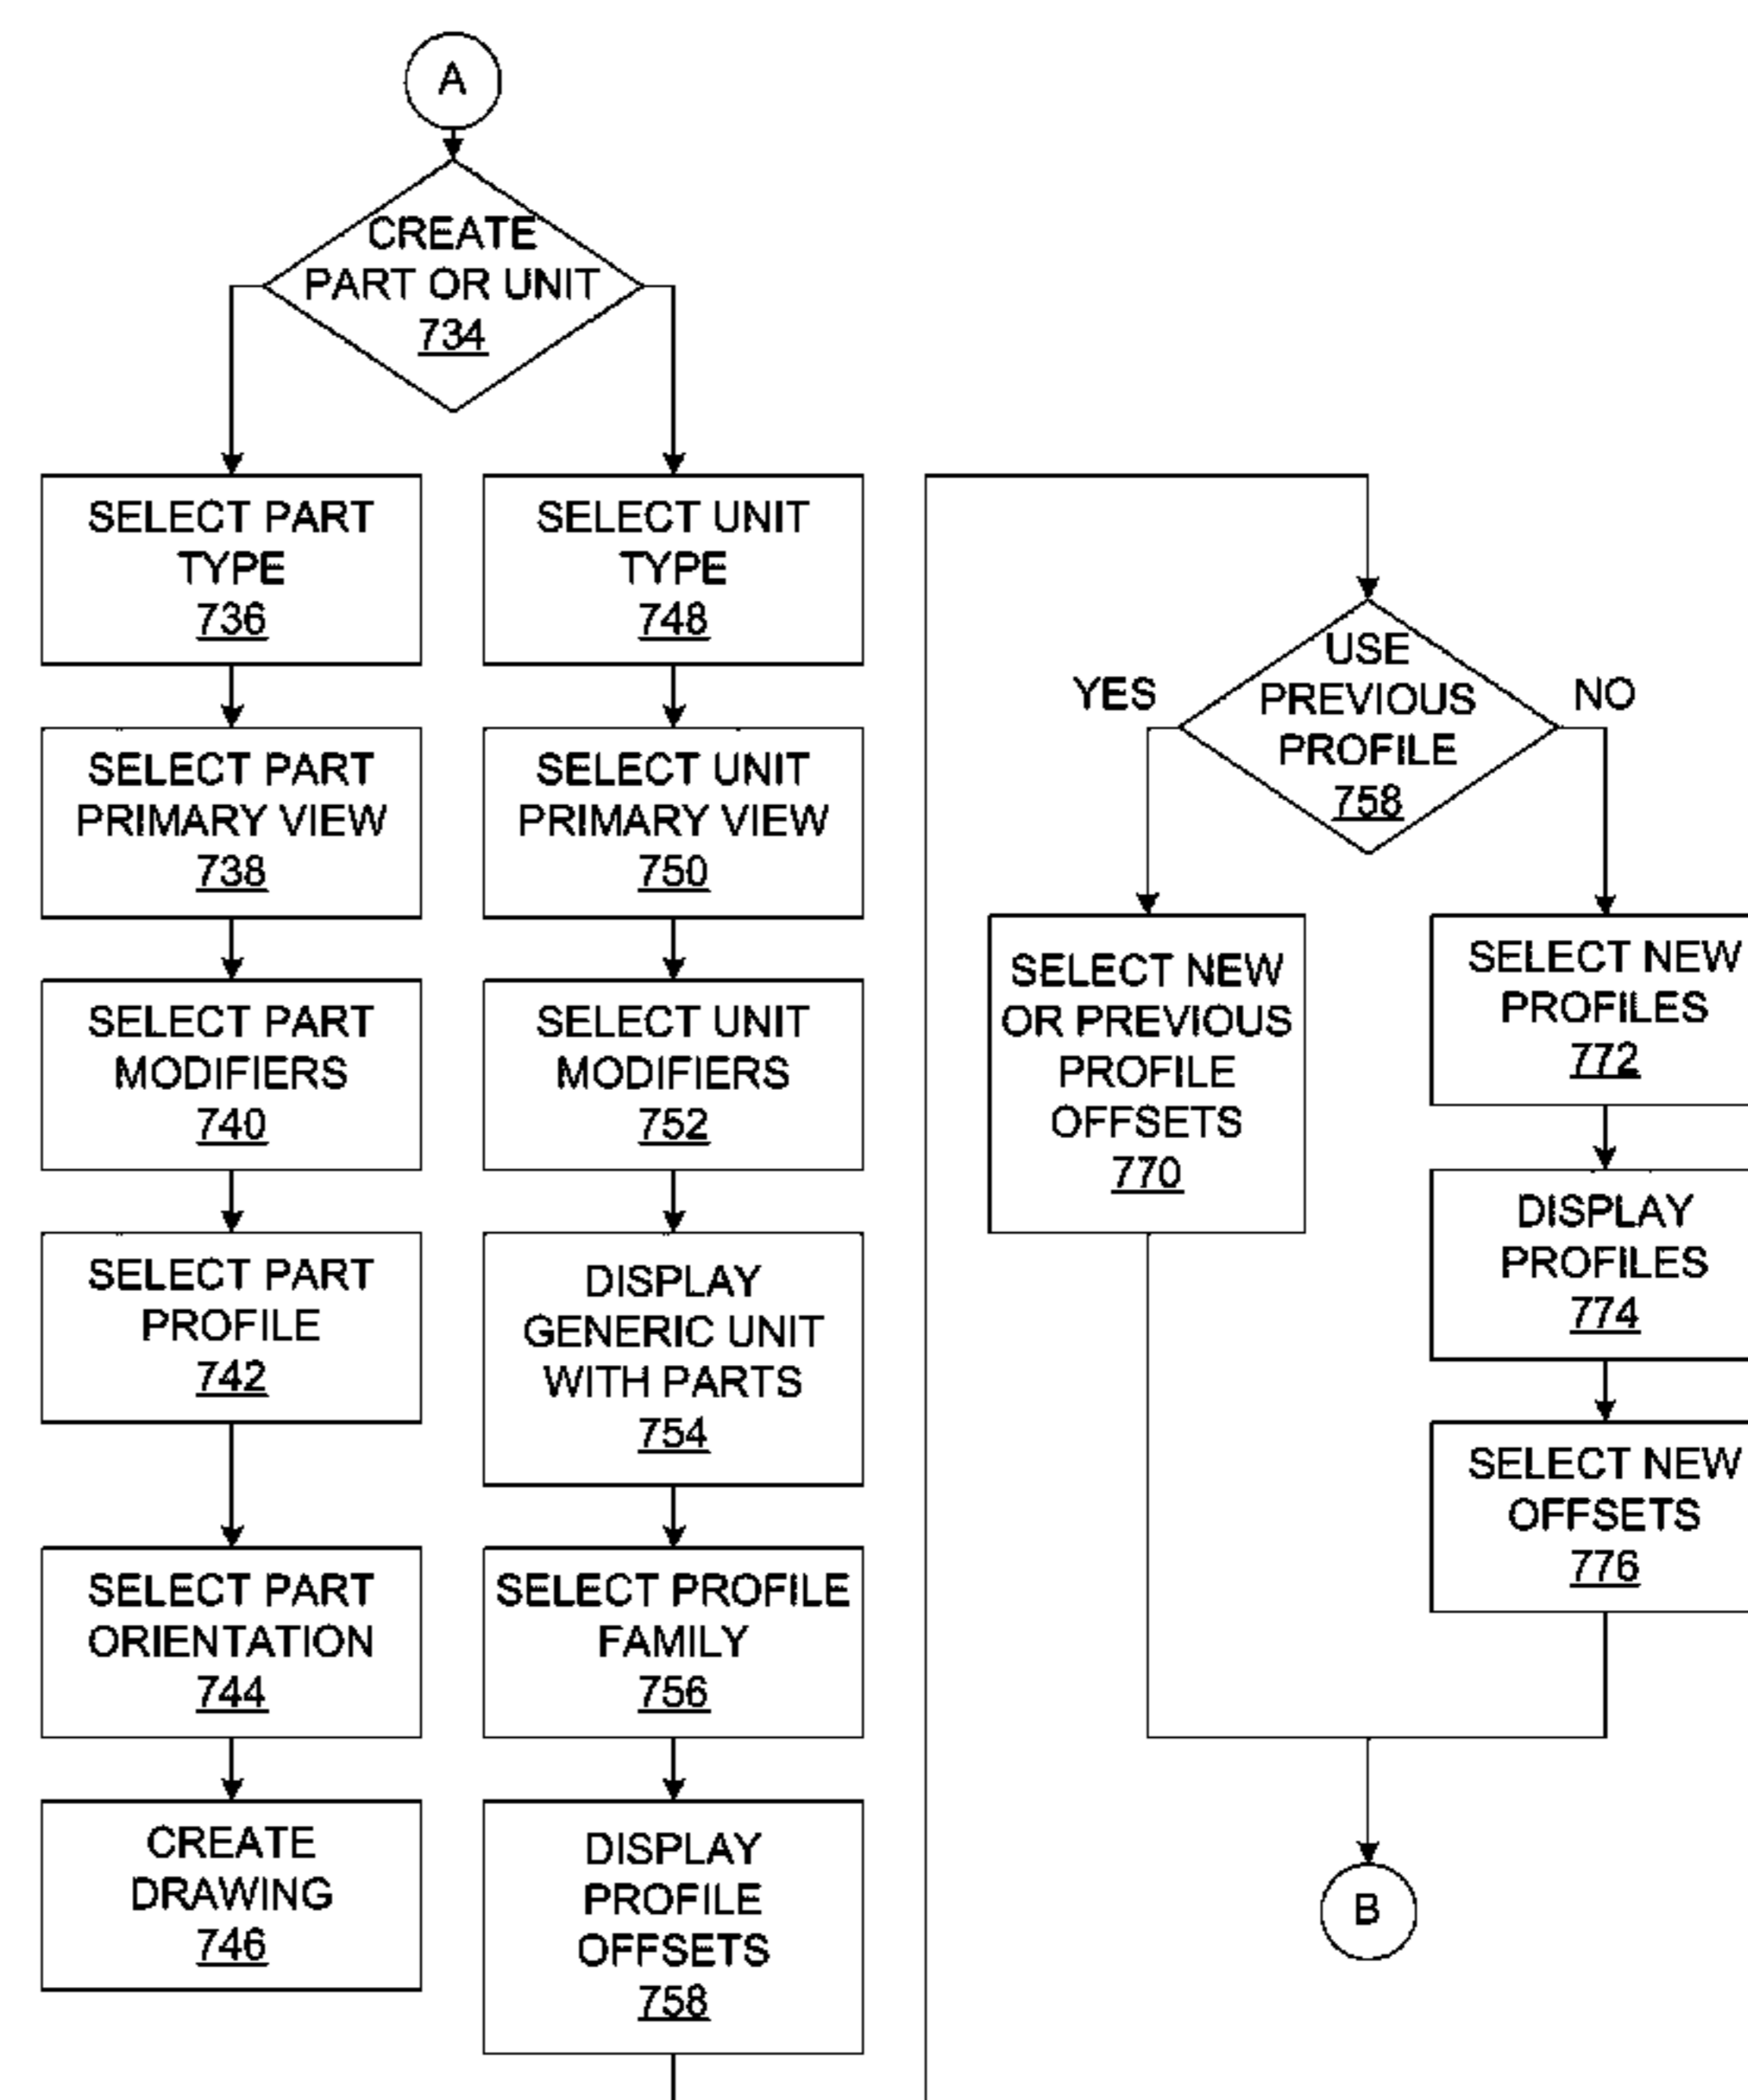 A
CREATE
PART OR UNIT
734
SELECT PART
TYPE
736
SELECT PART
PRIMARY VIEW
738
SELECT PART
MODIFIERS
740
SELECT PART
PROFILE
742
SELECT PART
ORIENTATION
744
CREATE
DRAWING
746
SELECT UNIT
TYPE
748
SELECT UNIT
PRIMARY VIEW
750
SELECT UNIT
MODIFIERS
752
DISPLAY
GENERIC UNIT
WITH PARTS
754
SELECT PROFILE
FAMILY
756
DISPLAY
PROFILE
OFFSETS
758
USE
PREVIOUS
PROFILE
758
YES
NO
SELECT NEW
OR PREVIOUS
PROFILE
OFFSETS
770
SELECT NEW
PROFILES
772
DISPLAY
PROFILES
774
SELECT NEW
OFFSETS
776
B